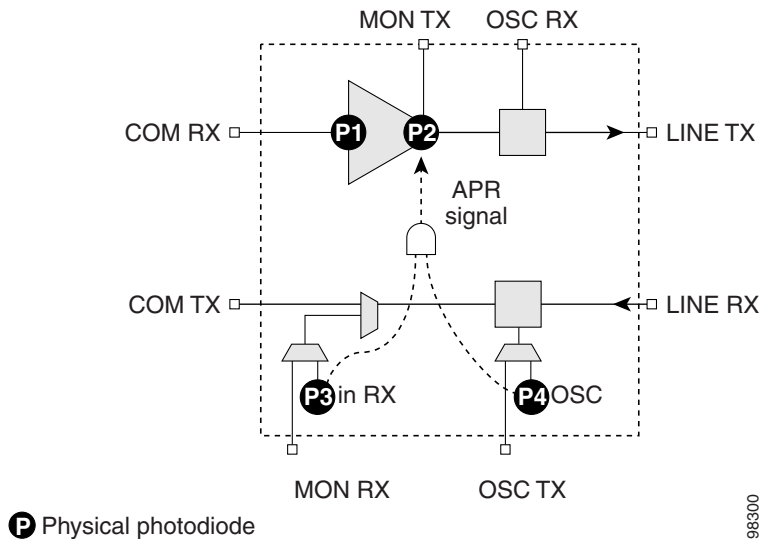 MON TX
OSC RX
COM RX
P1
P2
LINE TX
APR
signal
COM TX
LINE RX
P3
in RX
P4
OSC
MON RX
OSC TX
P Physical photodiode
98300